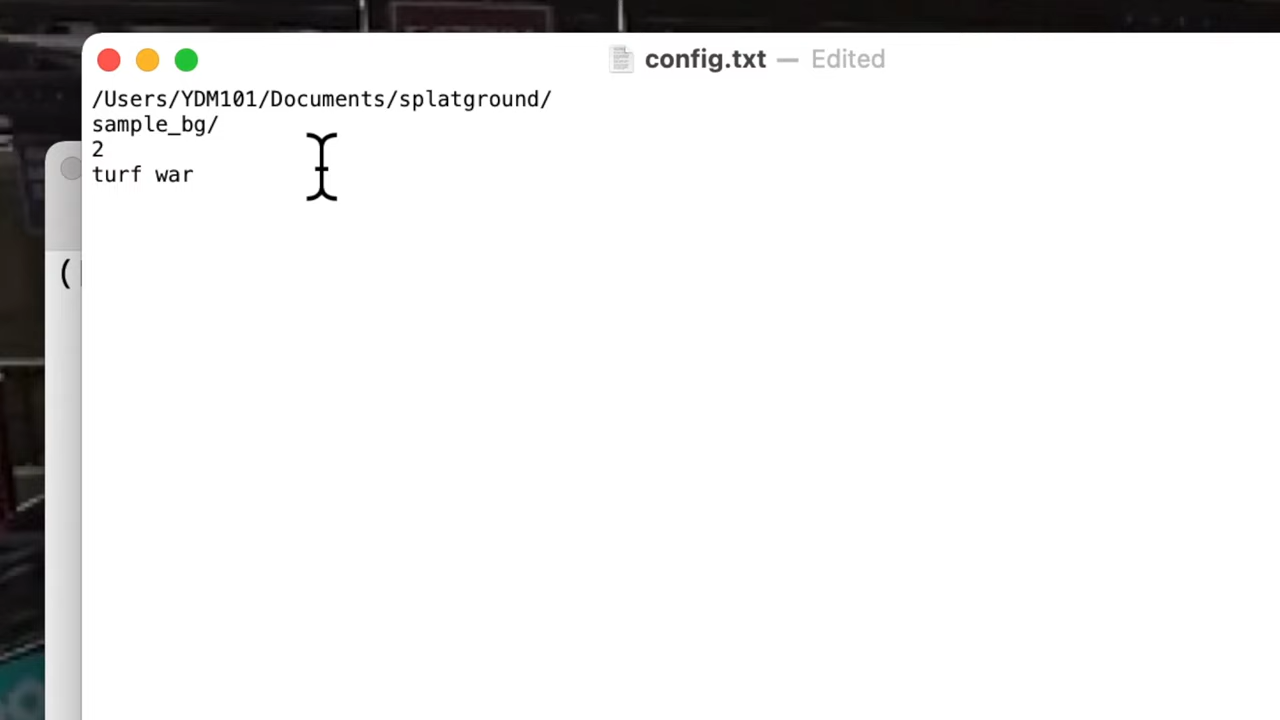 config.txt — Edited
/Users/YDM101/Documents/splatground/
sample_bg/
2
turf war
(